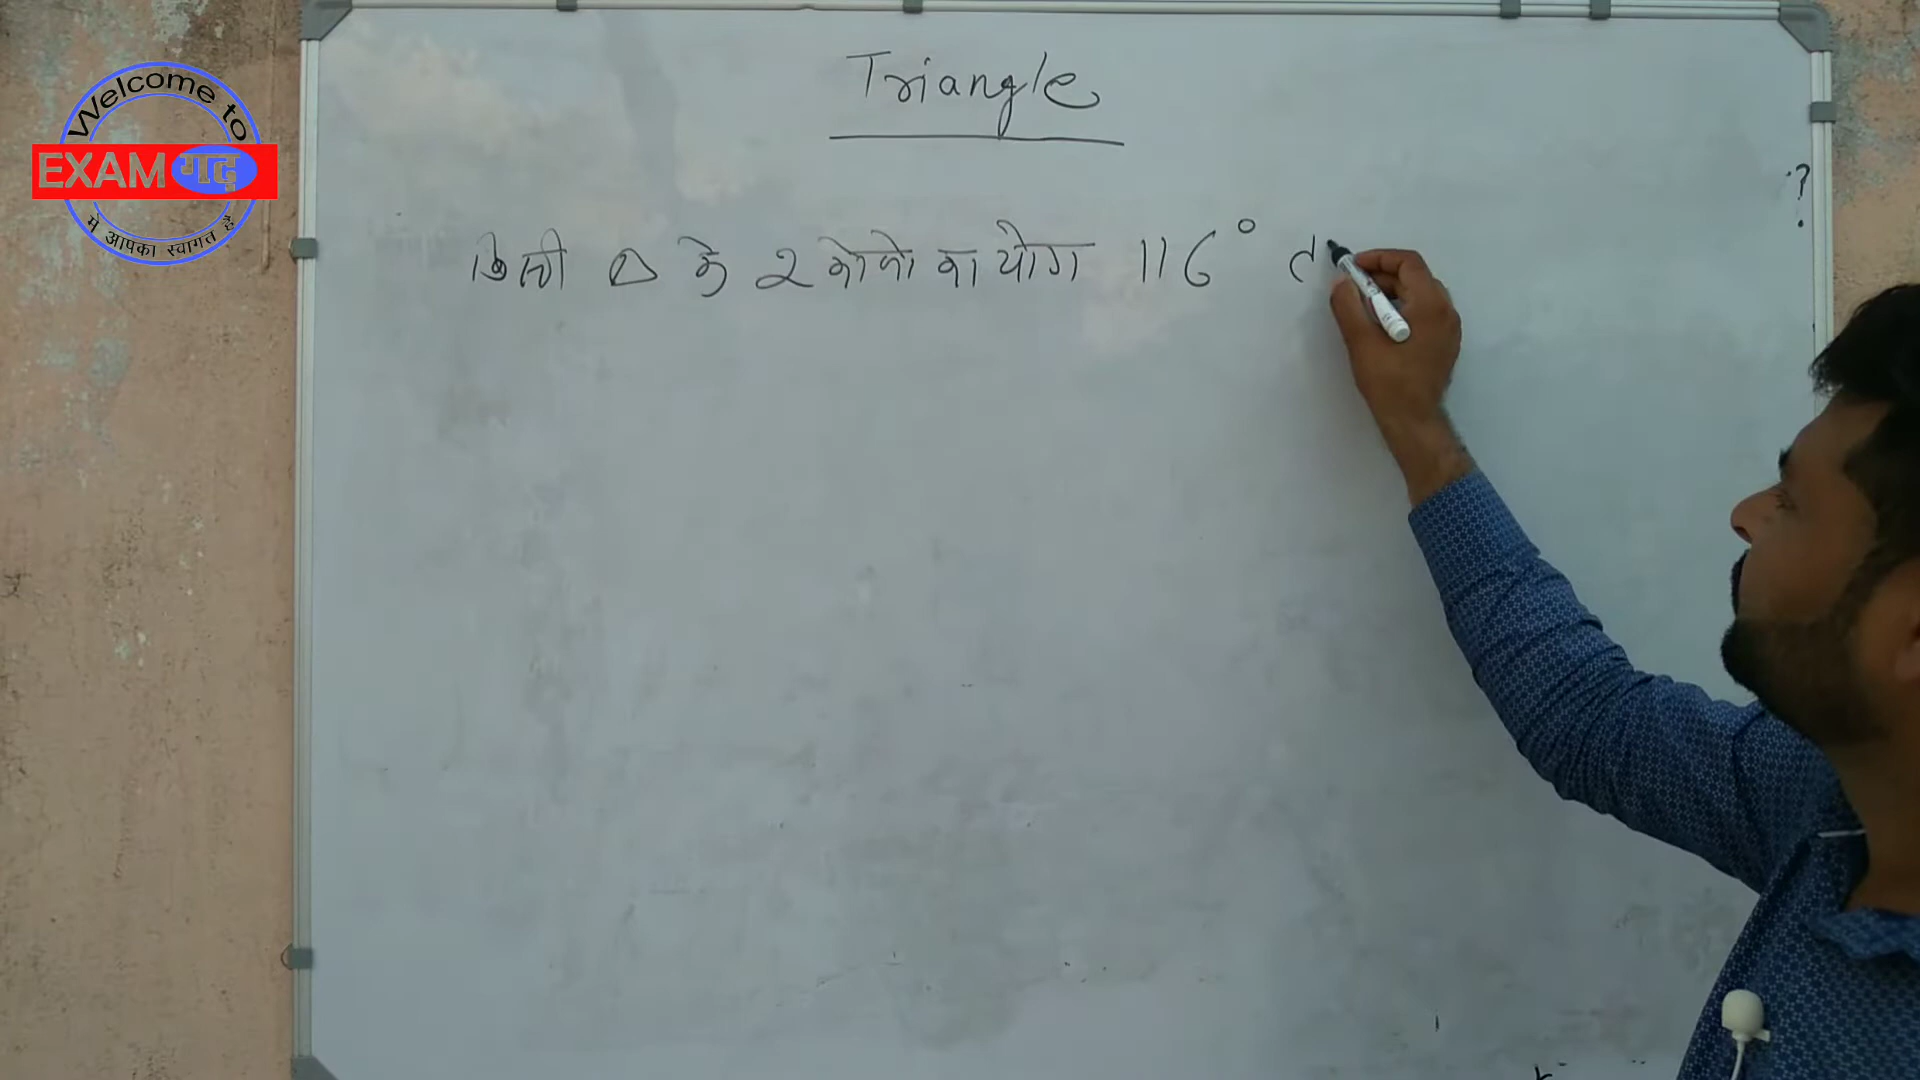 Welcome to
EXAM गढ़
में आपका स्वागत है
Triangle
?
किसी △ के 2 कोणो का योग 116° त